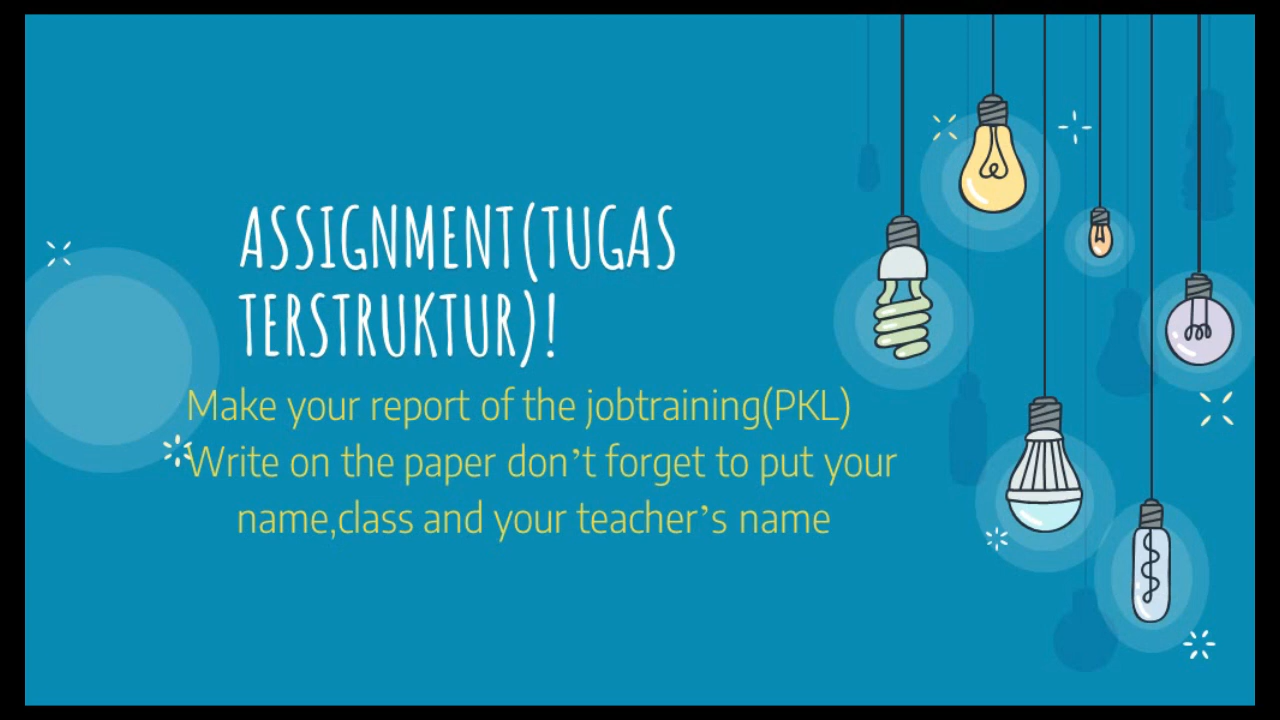 ASSIGNMENT(TUGAS
TERSTRUKTUR)!
Make your report of the jobtraining(PKL)
Write on the paper don’t forget to put your
name,class and your teacher’s name